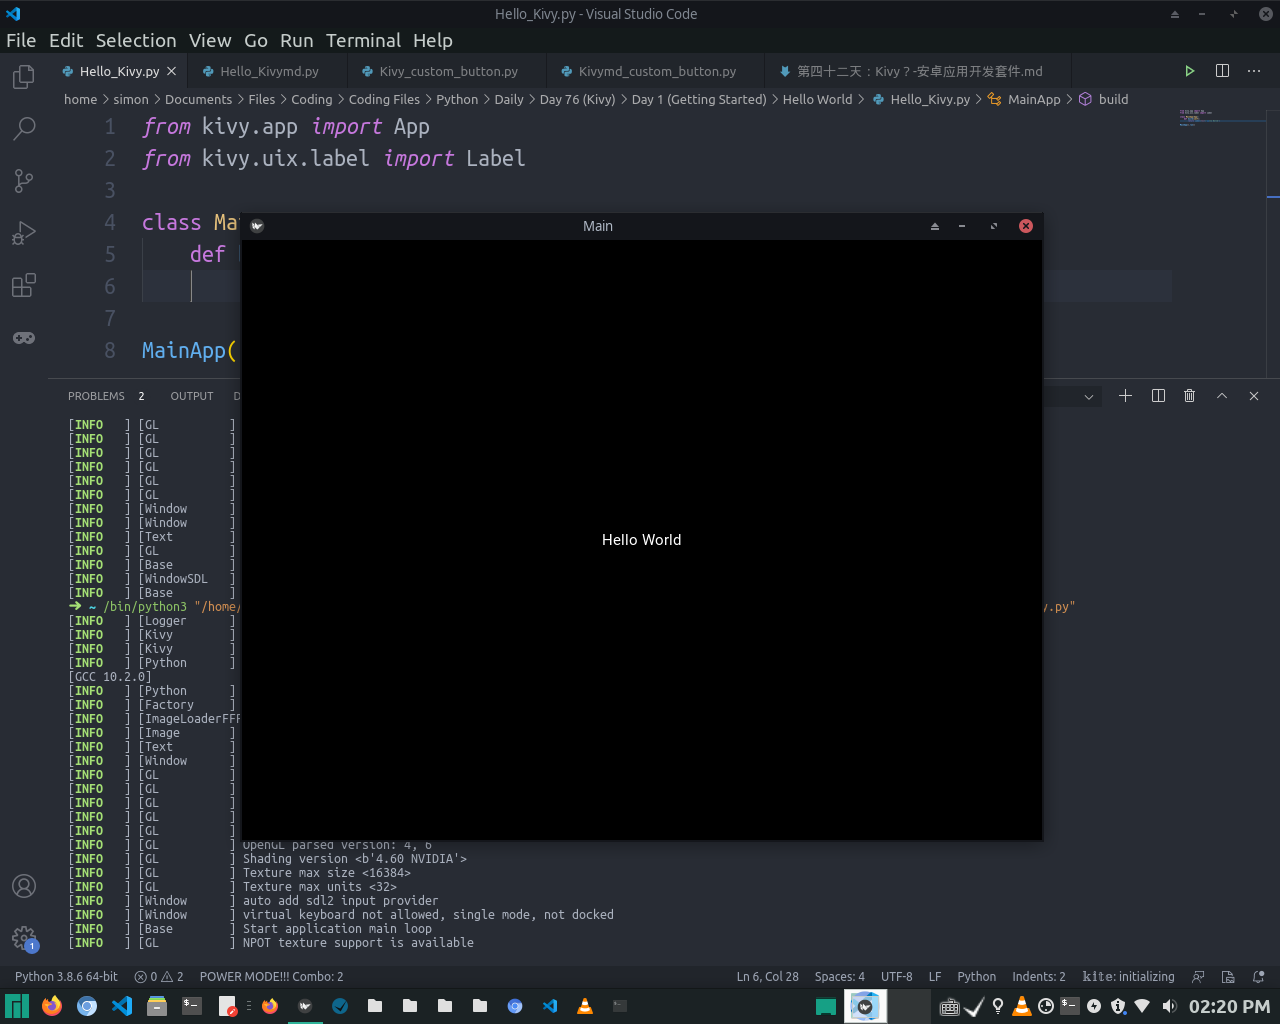 Hello_Kivy.py - Visual Studio Code
File Edit Selection View Go Run Terminal Help
Hello_Kivy.py Hello_Kivymd.py Kivy_custom_button.py Kivymd_custom_button.py 第四十二天：Kivy？-安卓应用开发套件.md
home > simon > Documents > Files > Coding > Coding Files > Python > Daily > Day 76 (Kivy) > Day 1 (Getting Started) > Hello World > Hello_Kivy.py > MainApp > build
1 from kivy.app import App
2 from kivy.uix.label import Label
3
4 class Ma
5 def
6
7
8 MainApp(
Main
Hello World
PROBLEMS 2 OUTPUT D
[INFO ] [GL ]
[INFO ] [GL ]
[INFO ] [GL ]
[INFO ] [GL ]
[INFO ] [GL ]
[INFO ] [GL ]
[INFO ] [Window ]
[INFO ] [Window ]
[INFO ] [Text ]
[INFO ] [GL ]
[INFO ] [Base ]
[INFO ] [WindowSDL ]
[INFO ] [Base ]
➜ ~ /bin/python3 "/home/ y.py"
[INFO ] [Logger ]
[INFO ] [Kivy ]
[INFO ] [Kivy ]
[INFO ] [Python ]
[GCC 10.2.0]
[INFO ] [Python ]
[INFO ] [Factory ]
[INFO ] [ImageLoaderFFP
[INFO ] [Image ]
[INFO ] [Text ]
[INFO ] [Window ]
[INFO ] [GL ]
[INFO ] [GL ]
[INFO ] [GL ]
[INFO ] [GL ]
[INFO ] [GL ]
[INFO ] [GL ] OpenGL parsed version: 4, 6
[INFO ] [GL ] Shading version <b'4.60 NVIDIA'>
[INFO ] [GL ] Texture max size <16384>
[INFO ] [GL ] Texture max units <32>
[INFO ] [Window ] auto add sdl2 input provider
[INFO ] [Window ] virtual keyboard not allowed, single mode, not docked
[INFO ] [Base ] Start application main loop
[INFO ] [GL ] NPOT texture support is available
1
Python 3.8.6 64-bit 0 2 POWER MODE!!! Combo: 2 Ln 6, Col 28 Spaces: 4 UTF-8 LF Python Indents: 2 kite: initializing
02:20 PM